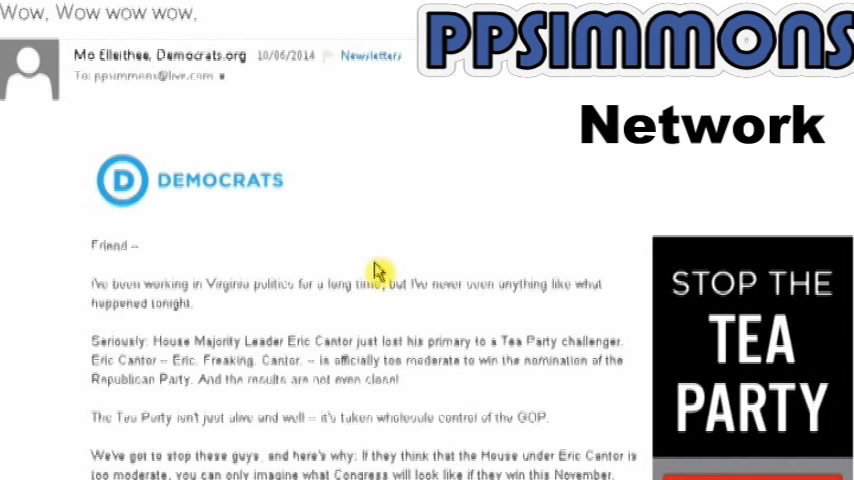 Wow, Wow wow wow,
PPSIMMONS
Network
Mo Elleithee, Democrats.org 10/06/2014 Newsletters
To: ppsimmons@live.com
D DEMOCRATS
Friend --
I've been working in Virginia politics for a long time, but I've never seen anything like what
happened tonight.
Seriously: House Majority Leader Eric Cantor just lost his primary to a Tea Party challenger.
Eric Cantor -- Eric. Freaking. Cantor. -- is officially too moderate to win the nomination of the
Republican Party. And the results are not even close!
The Tea Party isn't just alive and well -- it's taken wholesale control of the GOP.
We've got to stop these guys, and here's why: If they think that the House under Eric Cantor is
too moderate, you can only imagine what Congress will look like if they win this November.
STOP THE
TEA
PARTY